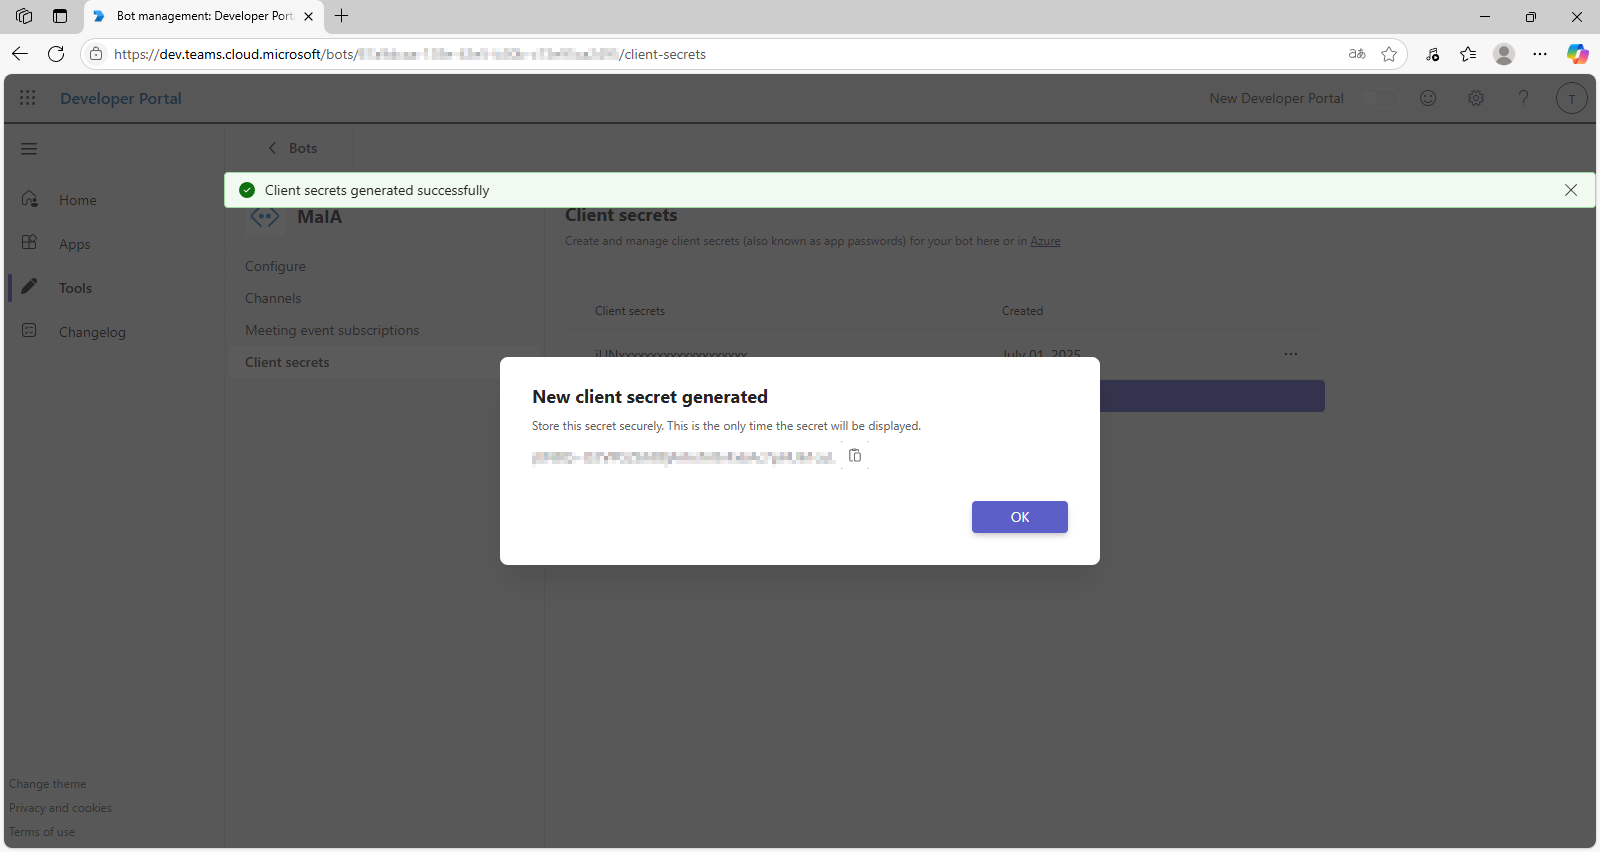 Bot management: Developer Port
https://dev.teams.cloud.microsoft/bots/
/client-secrets
Developer Portal
New Developer Portal
T
Bots
Client secrets generated successfully
Home
Apps
Tools
Changelog
MaIA
Configure
Channels
Meeting event subscriptions
Client secrets
Client secrets
Create and manage client secrets (also known as app passwords) for your bot here or in Azure
Client secrets Created
July 01, 2025
New client secret generated
Store this secret securely. This is the only time the secret will be displayed.
OK
Change theme
Privacy and cookies
Terms of use